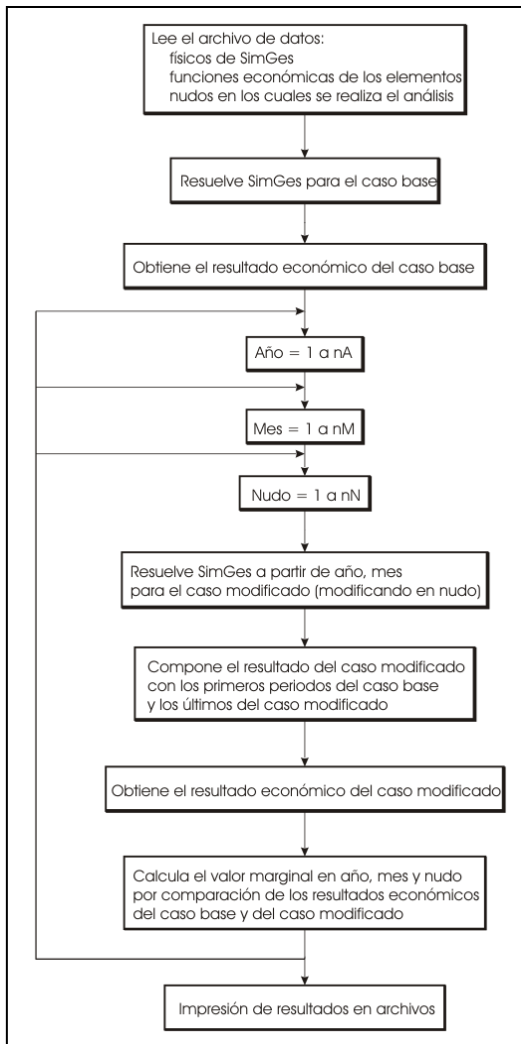 Lee el archivo de datos:
físicos de SimGes
funciones económicas de los elementos
nudos en los cuales se realiza el análisis
Resuelve SimGes para el caso base
Obtiene el resultado económico del caso base
Año = 1 a nA
Mes = 1 a nM
Nudo = 1 a nN
Resuelve SimGes a partir de año, mes
para el caso modificado (modificando en nudo)
Compone el resultado del caso modificado
con los primeros periodos del caso base
y los últimos del caso modificado
Obtiene el resultado económico del caso modificado
Calcula el valor marginal en año, mes y nudo
por comparación de los resultados económicos
del caso base y del caso modificado
Impresión de resultados en archivos